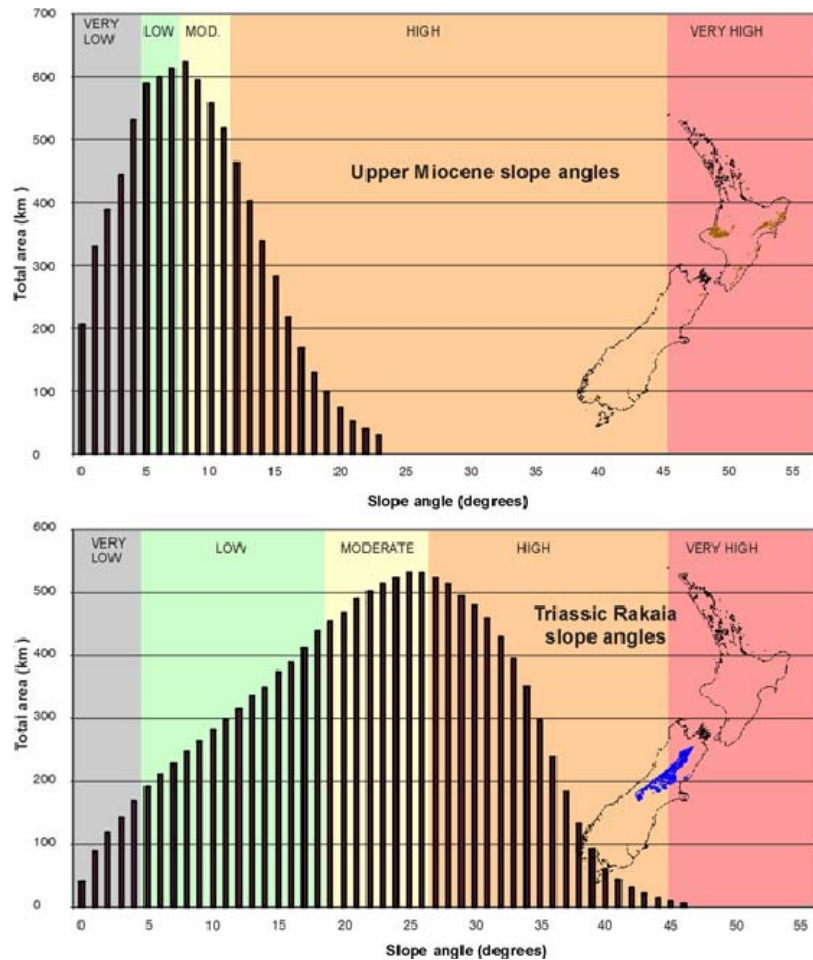 VERY
LOW
LOW
MOD.
HIGH
VERY HIGH
700
600
500
400
300
200
100
0
Total area (km )
Upper Miocene slope angles
0 5 10 15 20 25 30 35 40 45 50 55
Slope angle (degrees)
VERY
LOW
LOW
MODERATE
HIGH
VERY HIGH
600
500
400
300
200
100
0
Total area (km )
Triassic Rakaia
slope angles
0 5 10 15 20 25 30 35 40 45 50 55
Slope angle (degrees)